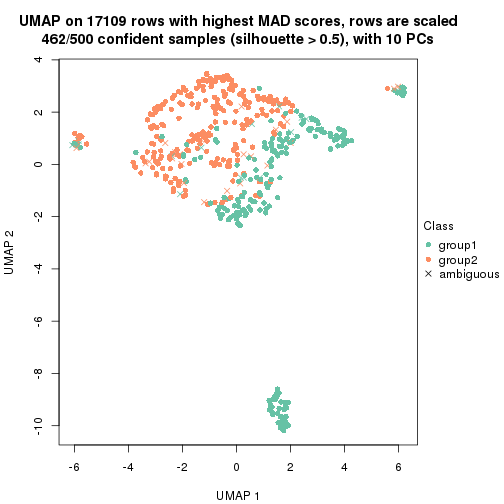 UMAP on 17109 rows with highest MAD scores, rows are scaled
462/500 confident samples (silhouette > 0.5), with 10 PCs
4
2
0
-2
-4
-6
-8
-10
UMAP 2
-6 -4 -2 0 2 4 6
UMAP 1
Class
group1
group2
ambiguous